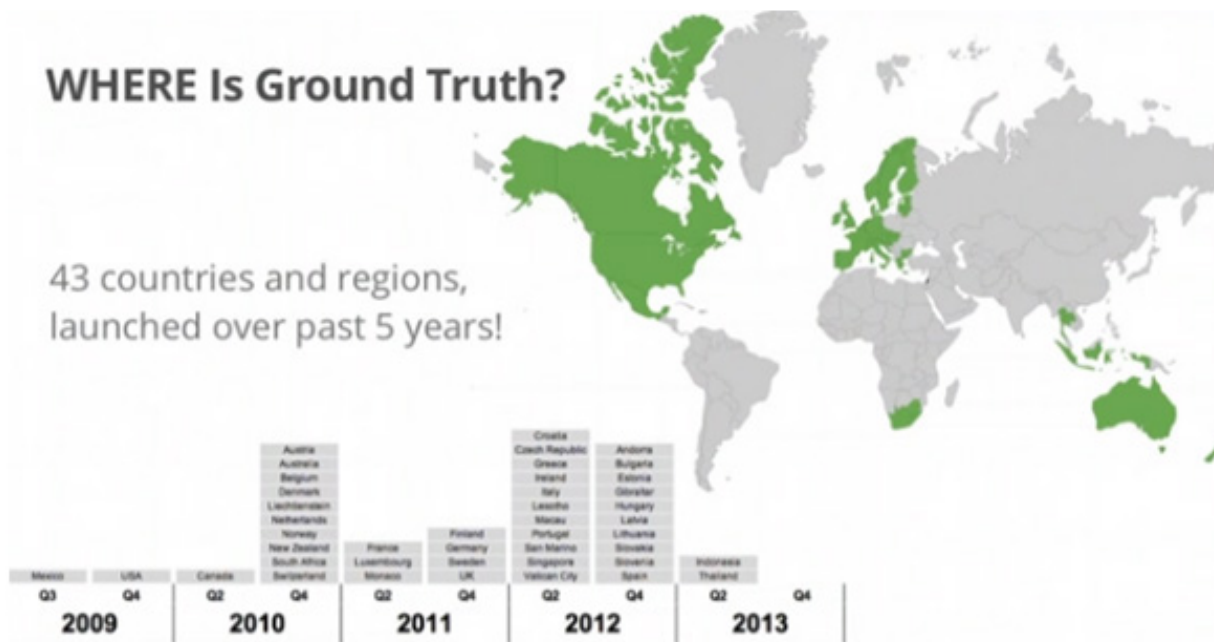 WHERE Is Ground Truth?
43 countries and regions,
launched over past 5 years!
Mexico
USA
Canada
Austria
Australia
Belgium
Denmark
Liechtenstein
Netherlands
Norway
New Zealand
South Africa
Switzerland
France
Luxembourg
Monaco
Finland
Germany
Sweden
UK
Croatia
Czech Republic
Greece
Ireland
Italy
Lesotho
Macau
Portugal
San Marino
Singapore
Vatican City
Andorra
Bulgaria
Estonia
Gibraltar
Hungary
Latvia
Lithuania
Slovakia
Slovenia
Spain
Indonesia
Thailand
Q3 Q4 Q2 Q4 Q2 Q4 Q2 Q4 Q2 Q4
2009 2010 2011 2012 2013